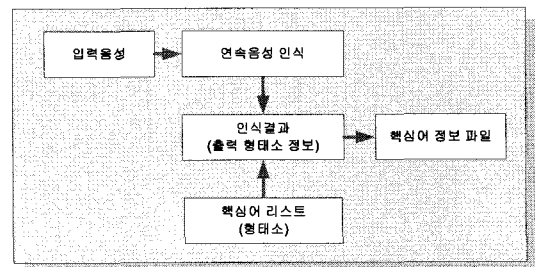 입력음성
연속음성 인식
인식결과
(출력 형태소 정보)
핵심어 정보 파일
핵심어 리스트
(형태소)